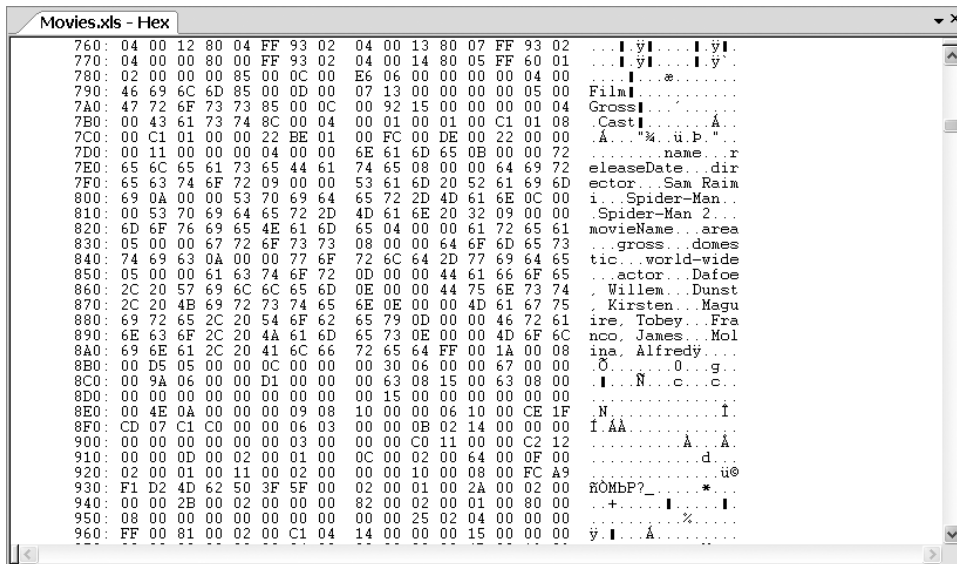 Movies.xls - Hex
760: 04 00 12 80 04 FF 93 02 04 00 13 80 07 FF 93 02 ...▌.ÿ▌....▌.ÿ▌.
770: 04 00 00 80 00 FF 93 02 04 00 14 80 05 FF 60 01 ...▌.ÿ▌....▌.ÿ`.
780: 02 00 00 00 85 00 0C 00 E6 06 00 00 00 00 04 00 ....▌...æ.......
790: 46 69 6C 6D 85 00 0D 00 07 13 00 00 00 00 05 00 Film▌...........
7A0: 47 72 6F 73 73 85 00 0C 00 92 15 00 00 00 00 04 Gross▌...´......
7B0: 00 43 61 73 74 8C 00 04 00 01 00 01 00 C1 01 08 .Cast▌.......Á..
7C0: 00 C1 01 00 00 22 BE 01 00 FC 00 DE 00 22 00 00 .Á..."¾..ü.Þ."..
7D0: 00 11 00 00 00 04 00 00 6E 61 6D 65 0B 00 00 72 ........name...r
7E0: 65 6C 65 61 73 65 44 61 74 65 08 00 00 64 69 72 eleaseDate...dir
7F0: 65 63 74 6F 72 09 00 00 53 61 6D 20 52 61 69 6D ector...Sam Raim
800: 69 0A 00 00 53 70 69 64 65 72 2D 4D 61 6E 0C 00 i...Spider-Man..
810: 00 53 70 69 64 65 72 2D 4D 61 6E 20 32 09 00 00 .Spider-Man 2...
820: 6D 6F 76 69 65 4E 61 6D 65 04 00 00 61 72 65 61 movieName...area
830: 05 00 00 67 72 6F 73 73 08 00 00 64 6F 6D 65 73 ...gross...domes
840: 74 69 63 0A 00 00 77 6F 72 6C 64 2D 77 69 64 65 tic...world-wide
850: 05 00 00 61 63 74 6F 72 0D 00 00 44 61 66 6F 65 ...actor...Dafoe
860: 2C 20 57 69 6C 6C 65 6D 0E 00 00 44 75 6E 73 74 , Willem...Dunst
870: 2C 20 4B 69 72 73 74 65 6E 0E 00 00 4D 61 67 75 , Kirsten...Magu
880: 69 72 65 2C 20 54 6F 62 65 79 0D 00 00 46 72 61 ire, Tobey...Fra
890: 6E 63 6F 2C 20 4A 61 6D 65 73 0E 00 00 4D 6F 6C nco, James...Mol
8A0: 69 6E 61 2C 20 41 6C 66 72 65 64 FF 00 1A 00 08 ina, Alfredÿ....
8B0: 00 D5 05 00 00 0C 00 00 00 30 06 00 00 67 00 00 .Õ.......0...g..
8C0: 00 9A 06 00 00 D1 00 00 00 63 08 15 00 63 08 00 .▌...Ñ...c...c..
8D0: 00 00 00 00 00 00 00 00 00 15 00 00 00 00 00 00 ................
8E0: 00 4E 0A 00 00 00 09 08 10 00 00 06 10 00 CE 1F .N............Î.
8F0: CD 07 C1 C0 00 00 06 03 00 00 0B 02 14 00 00 00 Í.ÁÀ............
900: 00 00 00 00 00 03 00 00 00 C0 11 00 00 C2 12 .........À...Â.
910: 00 00 0D 00 02 00 01 00 0C 00 02 00 64 00 0F 00 ............d...
920: 02 00 01 00 11 00 02 00 00 00 10 00 08 00 FC A9 ..............ü©
930: F1 D2 4D 62 50 3F 5F 00 02 00 01 00 2A 00 02 00 ñÒMbP?_.....*...
940: 00 00 2B 00 02 00 00 00 82 00 02 00 01 00 80 00 ..+.....▌.....▌.
950: 08 00 00 00 00 00 00 00 00 00 25 02 04 00 00 00 ..........%.....
960: FF 00 81 00 02 00 C1 04 14 00 00 00 15 00 00 00 ÿ.▌...Á.........